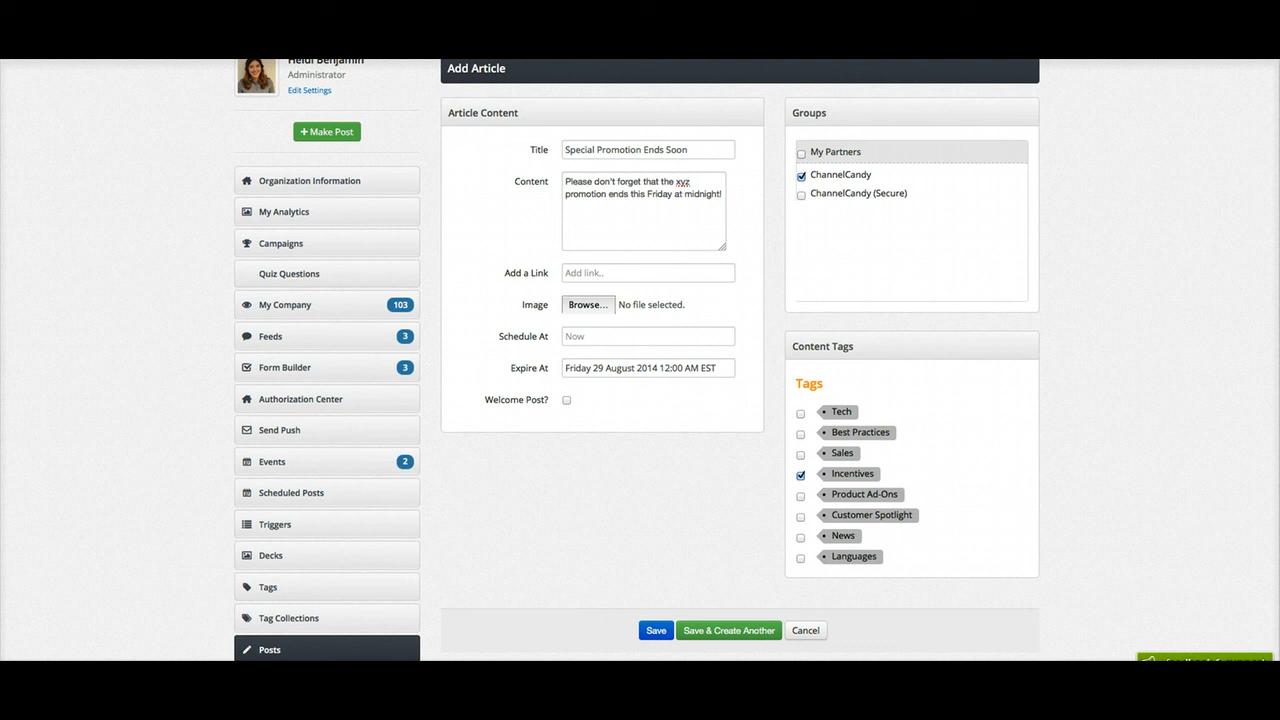 Heidi Benjamin
Administrator
Edit Settings
Make Post
Organization Information
My Analytics
Campaigns
Quiz Questions
My Company 103
Feeds 3
Form Builder 3
Authorization Center
Send Push
Events 2
Scheduled Posts
Triggers
Decks
Tags
Tag Collections
Posts
Add Article
Article Content
Title Special Promotion Ends Soon
Content Please don't forget that the xyz
promotion ends this Friday at midnight!
Add a Link Add link..
Image Browse... No file selected.
Schedule At Now
Expire At Friday 29 August 2014 12:00 AM EST
Welcome Post?
Groups
My Partners
ChannelCandy
ChannelCandy (Secure)
Content Tags
Tags
Tech
Best Practices
Sales
Incentives
Product Ad-Ons
Customer Spotlight
News
Languages
Save Save & Create Another Cancel